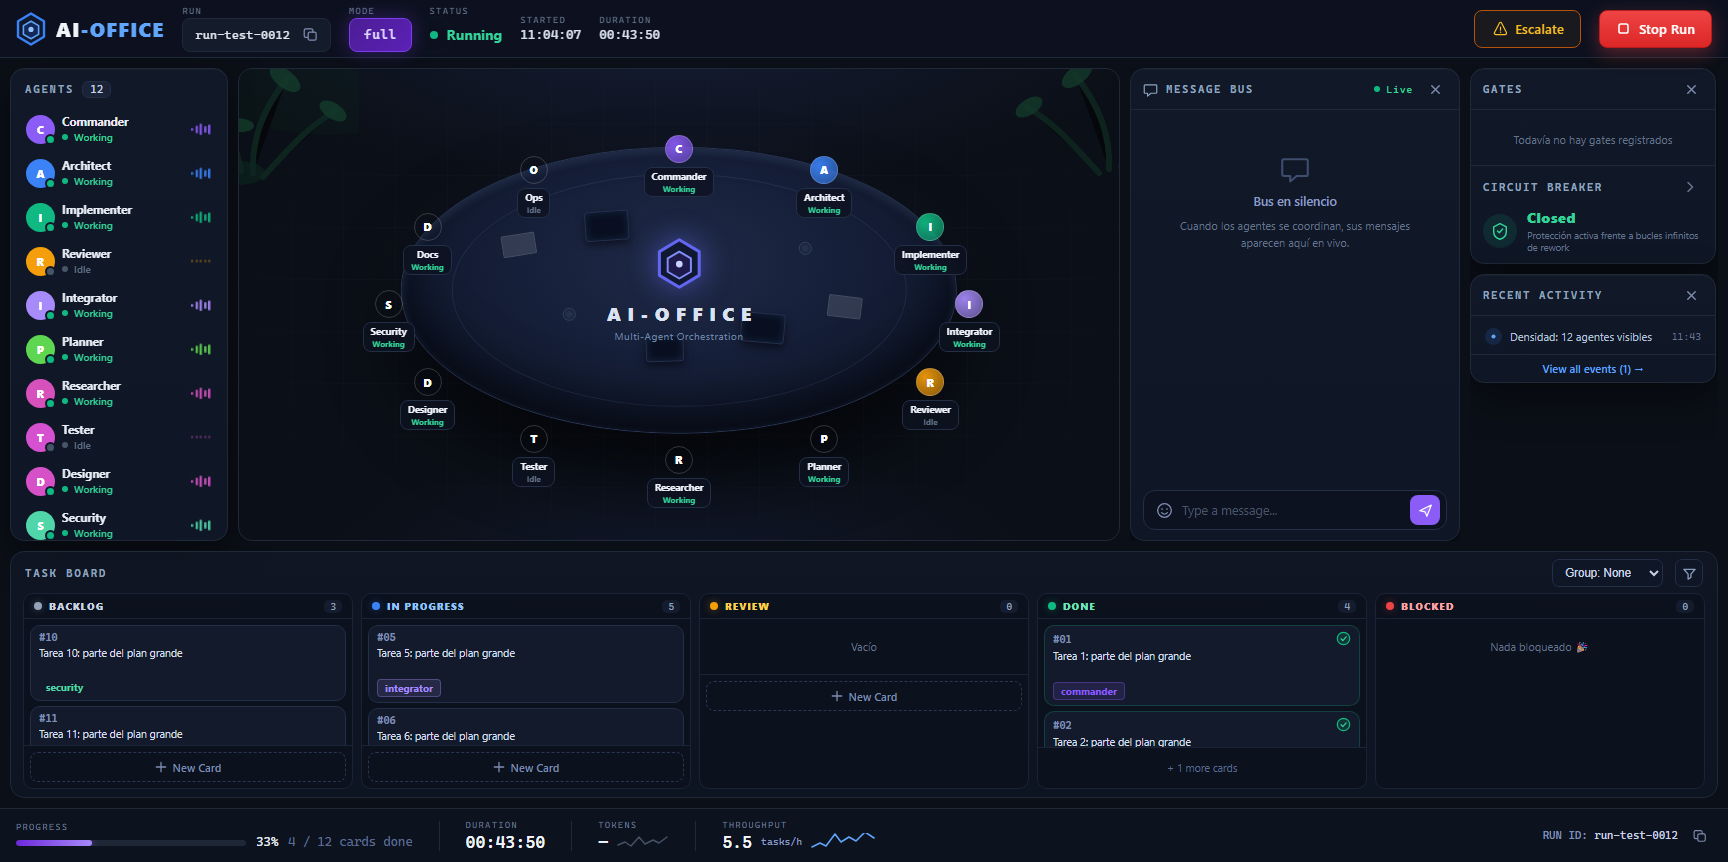 AI-OFFICE
RUN
run-test-0012
MODE
full
STATUS
Running
STARTED
11:04:07
DURATION
00:43:50
Escalate
Stop Run
AGENTS 12
C
Commander
Working
A
Architect
Working
I
Implementer
Working
R
Reviewer
Idle
I
Integrator
Working
P
Planner
Working
R
Researcher
Working
T
Tester
Idle
D
Designer
Working
S
Security
Working
C
Commander
Working
O
Ops
Idle
A
Architect
Working
D
Docs
Working
I
Implementer
Working
S
Security
Working
I
Integrator
Working
AI-OFFICE
Multi-Agent Orchestration
D
Designer
Working
R
Reviewer
Idle
T
Tester
Idle
R
Researcher
Working
P
Planner
Working
MESSAGE BUS
Live
Bus en silencio
Cuando los agentes se coordinan, sus mensajes
aparecen aquí en vivo.
Type a message...
GATES
Todavía no hay gates registrados
CIRCUIT BREAKER
Closed
Protección activa frente a bucles infinitos
de rework
RECENT ACTIVITY
Densidad: 12 agentes visibles 11:43
View all events (1) →
TASK BOARD
Group: None
BACKLOG 3
#10
Tarea 10: parte del plan grande
security
#11
Tarea 11: parte del plan grande
+ New Card
IN PROGRESS 5
#05
Tarea 5: parte del plan grande
integrator
#06
Tarea 6: parte del plan grande
+ New Card
REVIEW 0
Vacío
+ New Card
DONE 4
#01
Tarea 1: parte del plan grande
commander
#02
Tarea 2: parte del plan grande
+ 1 more cards
BLOCKED 0
Nada bloqueado 🎉
PROGRESS
33% 4 / 12 cards done
DURATION
00:43:50
TOKENS
—
THROUGHPUT
5.5 tasks/h
RUN ID: run-test-0012